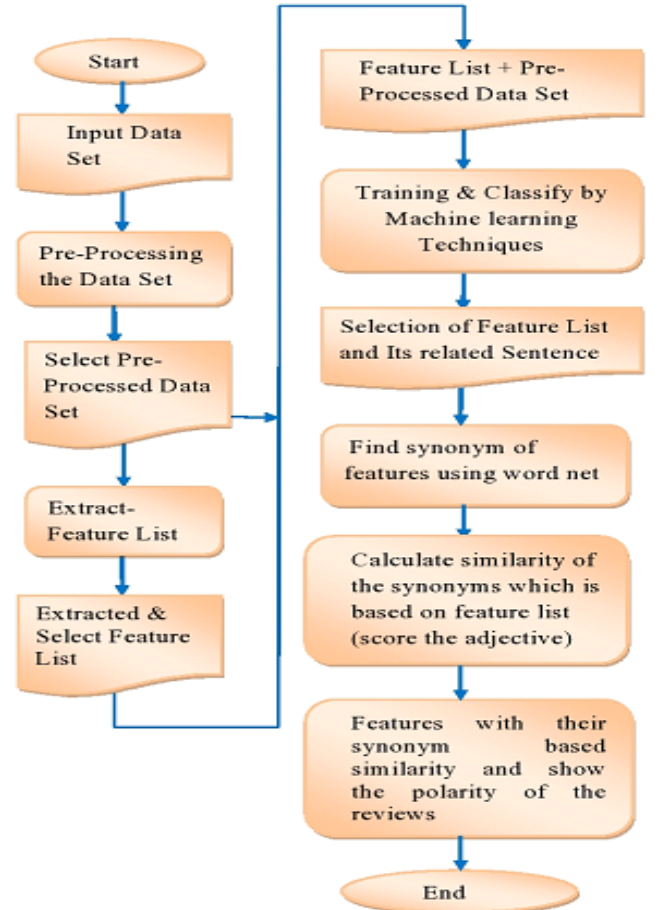 Start
Input Data
Set
Pre-Processing
the Data Set
Select Pre-
Processed Data
Set
Extract-
Feature List
Extracted &
Select Feature
List
Feature List + Pre-
Processed Data Set
Training & Classify by
Machine learning
Techniques
Selection of Feature List
and Its related Sentence
Find synonym of
features using word net
Calculate similarity of
the synonyms which is
based on feature list
(score the adjective)
Features with their
synonym based
similarity and show
the polarity of the
reviews
End